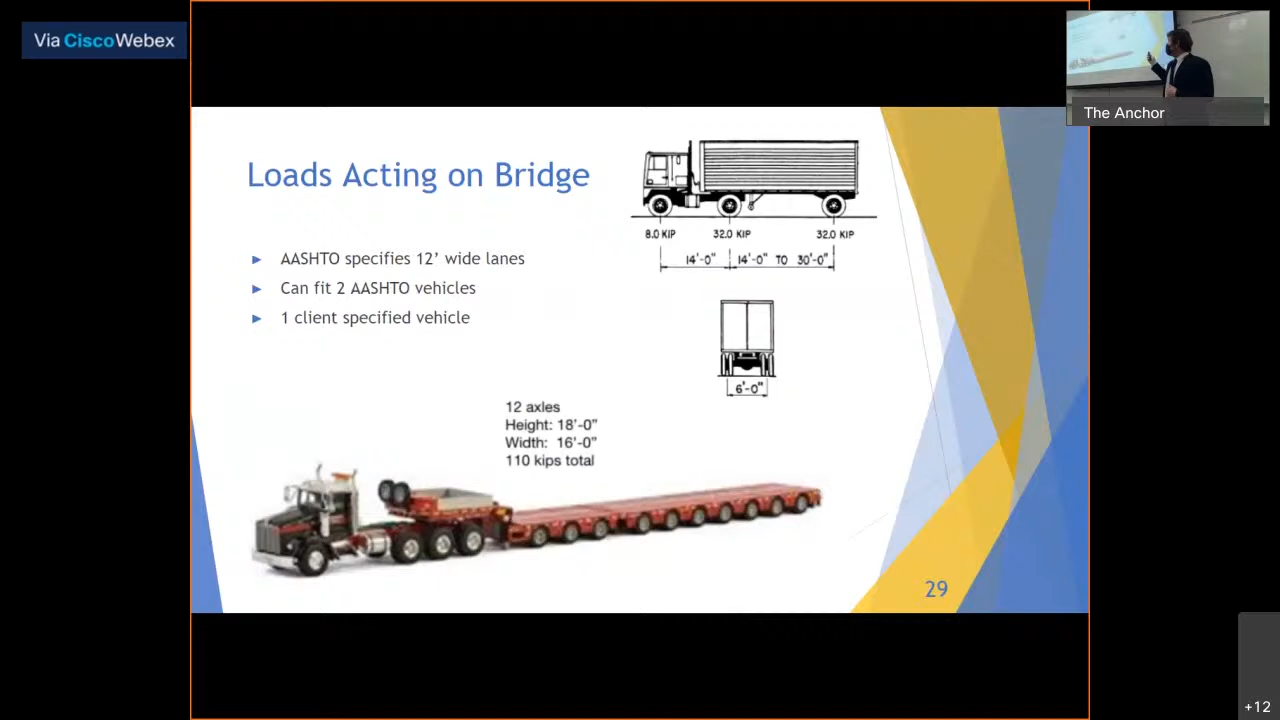 Via CiscoWebex
The Anchor
Loads Acting on Bridge
AASHTO specifies 12’ wide lanes
Can fit 2 AASHTO vehicles
1 client specified vehicle
8.0 KIP 32.0 KIP 32.0 KIP
14'-0" 14'-0" TO 30'-0"
6'-0"
12 axles
Height: 18’-0”
Width: 16’-0”
110 kips total
29
+12